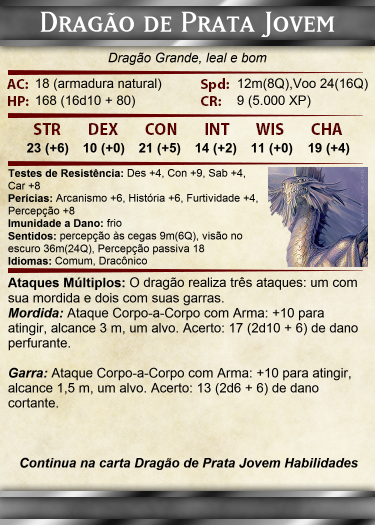 Dragão de Prata Jovem
Dragão Grande, leal e bom
AC: 18 (armadura natural) Spd: 12m(8Q),Voo 24(16Q)
HP: 168 (16d10 + 80) CR: 9 (5.000 XP)
STR DEX CON INT WIS CHA
23 (+6) 10 (+0) 21 (+5) 14 (+2) 11 (+0) 19 (+4)
Testes de Resistência: Des +4, Con +9, Sab +4,
Car +8
Perícias: Arcanismo +6, História +6, Furtividade +4,
Percepção +8
Imunidade a Dano: frio
Sentidos: percepção às cegas 9m(6Q), visão no
escuro 36m(24Q), Percepção passiva 18
Idiomas: Comum, Dracônico
Ataques Múltiplos: O dragão realiza três ataques: um com
sua mordida e dois com suas garras.
Mordida: Ataque Corpo-a-Corpo com Arma: +10 para
atingir, alcance 3 m, um alvo. Acerto: 17 (2d10 + 6) de dano
perfurante.
Garra: Ataque Corpo-a-Corpo com Arma: +10 para atingir,
alcance 1,5 m, um alvo. Acerto: 13 (2d6 + 6) de dano
cortante.
Continua na carta Dragão de Prata Jovem Habilidades